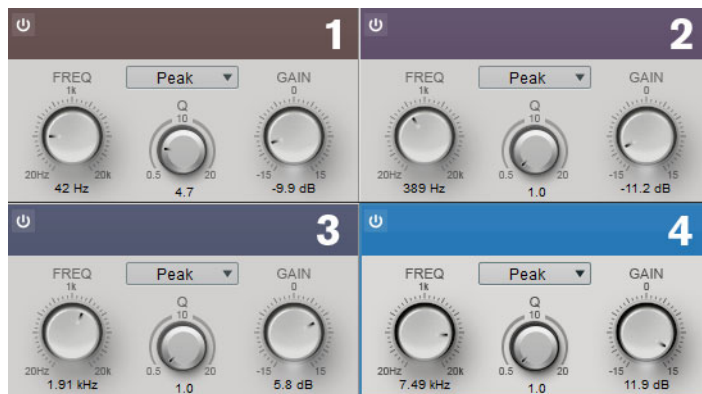 1
FREQ
Peak
GAIN
1k
Q
0
10
20Hz
20k
0.5
20
-15
15
42 Hz
4.7
-9.9 dB
2
FREQ
Peak
GAIN
1k
Q
0
10
20Hz
20k
0.5
20
-15
15
389 Hz
1.0
-11.2 dB
3
FREQ
Peak
GAIN
1k
Q
0
10
20Hz
20k
0.5
20
-15
15
1.91 kHz
1.0
5.8 dB
4
FREQ
Peak
GAIN
1k
Q
0
10
20Hz
20k
0.5
20
-15
15
7.49 kHz
1.0
11.9 dB